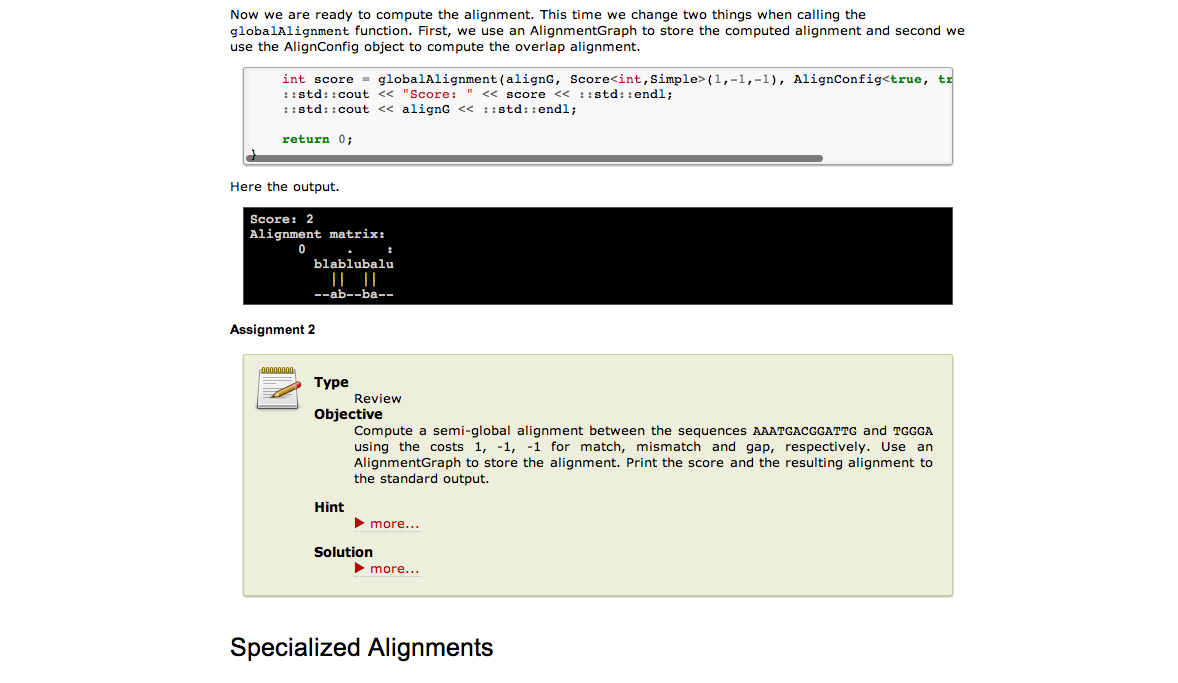 Now we are ready to compute the alignment. This time we change two things when calling the
globalAlignment function. First, we use an AlignmentGraph to store the computed alignment and second we
use the AlignConfig object to compute the overlap alignment.
int score = globalAlignment(alignG, Score<int,Simple>(1,-1,-1), AlignConfig<true, tr
::std::cout << "Score: " << score << ::std::endl;
::std::cout << alignG << ::std::endl;
return 0;
}
Here the output.
Score: 2
Alignment matrix:
0 . :
blablubalu
|| ||
--ab--ba--
Assignment 2
Type
Review
Objective
Compute a semi-global alignment between the sequences AAATGACGGATTG and TGGGA
using the costs 1, -1, -1 for match, mismatch and gap, respectively. Use an
AlignmentGraph to store the alignment. Print the score and the resulting alignment to
the standard output.
Hint
▶ more...
Solution
▶ more...
Specialized Alignments